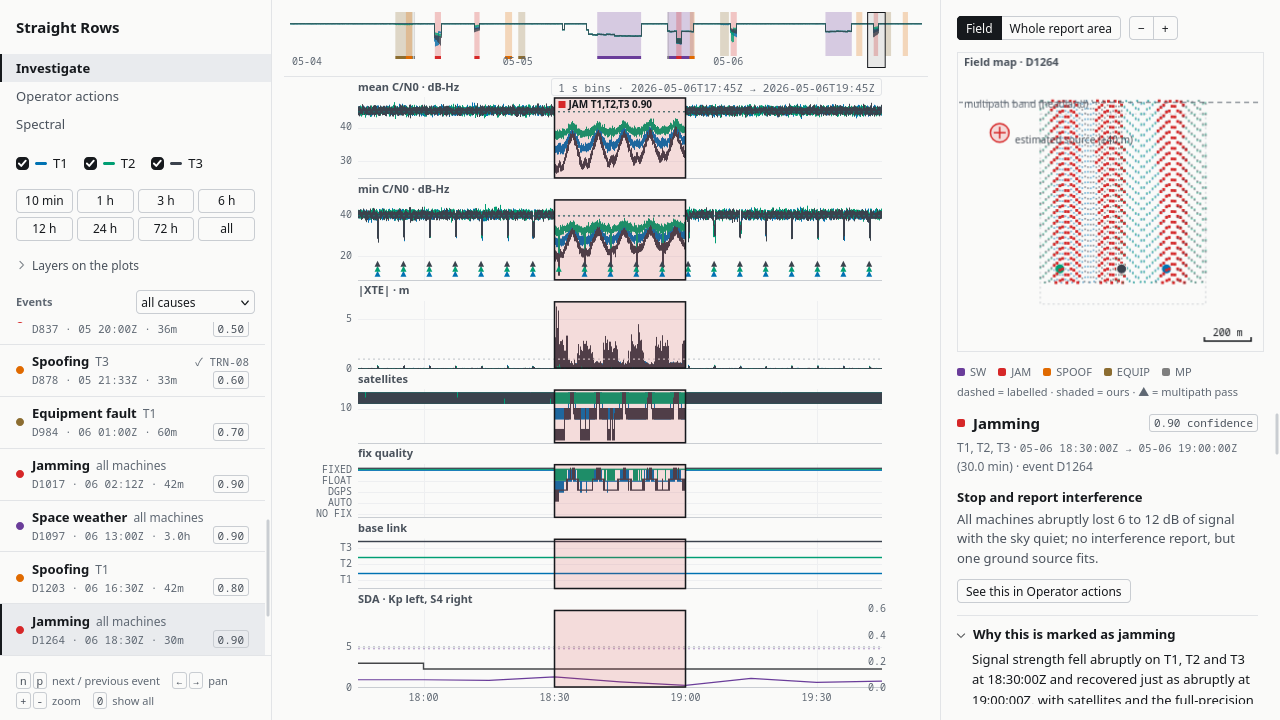 Straight Rows
Investigate
Operator actions
Spectral
T1 T2 T3
10 min 1 h 3 h 6 h
12 h 24 h 72 h all
Layers on the plots
Events all causes
D837 · 05 20:00Z · 36m 0.50
Spoofing T3 ✓ TRN-08
D878 · 05 21:33Z · 33m 0.60
Equipment fault T1
D984 · 06 01:00Z · 60m 0.70
Jamming all machines
D1017 · 06 02:12Z · 42m 0.90
Space weather all machines
D1097 · 06 13:00Z · 3.0h 0.90
Spoofing T1
D1203 · 06 16:30Z · 42m 0.80
Jamming all machines
D1264 · 06 18:30Z · 30m 0.90
n p next / previous event ← → pan
+ - zoom 0 show all
05-04 05-05 05-06
mean C/N0 · dB-Hz
1 s bins · 2026-05-06T17:45Z → 2026-05-06T19:45Z
JAM T1,T2,T3 0.90
40
30
min C/N0 · dB-Hz
40
20
|XTE| · m
5
0
satellites
10
fix quality
FIXED
FLOAT
DGPS
AUTO
NO FIX
base link
T3
T2
T1
SDA · Kp left, S4 right
0.6
0.4
5
0.2
0 0.0
18:00 18:30 19:00 19:30
Field Whole report area − +
Field map · D1264
multipath band (headland)
estimated source (240 m)
200 m
SW JAM SPOOF EQUIP MP
dashed = labelled · shaded = ours · ▲ = multipath pass
Jamming 0.90 confidence
T1, T2, T3 · 05-06 18:30:00Z → 05-06 19:00:00Z
(30.0 min) · event D1264
Stop and report interference
All machines abruptly lost 6 to 12 dB of signal
with the sky quiet; no interference report, but
one ground source fits.
See this in Operator actions
Why this is marked as jamming
Signal strength fell abruptly on T1, T2 and T3
at 18:30:00Z and recovered just as abruptly at
19:00:00Z, with satellites and the full-precision